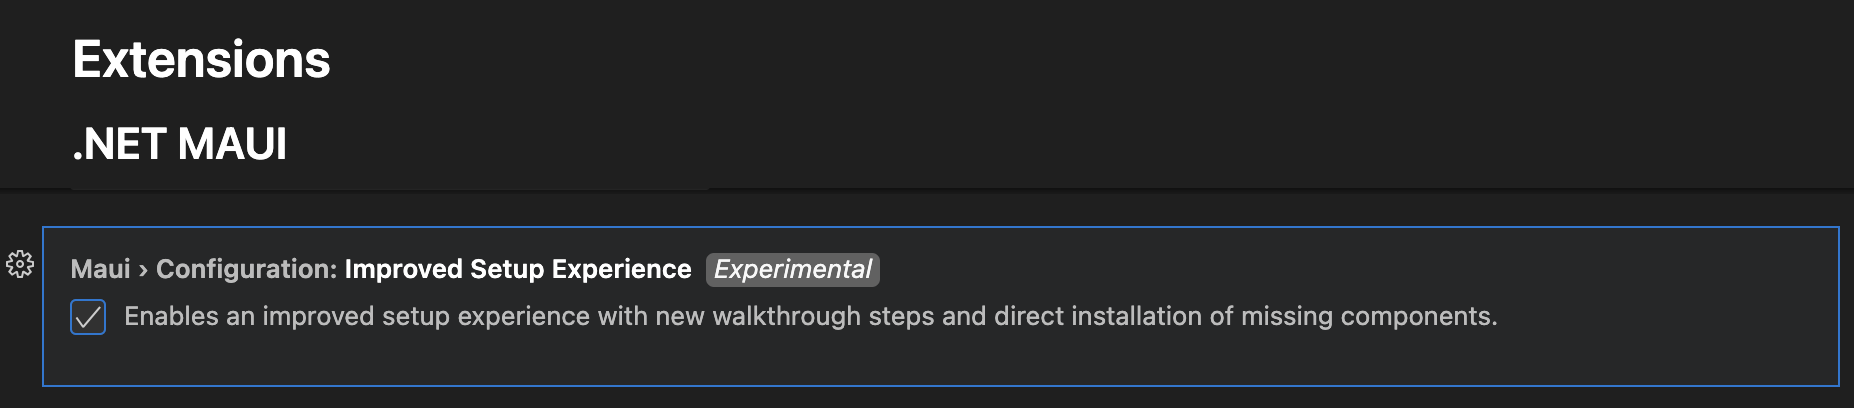 Extensions
.NET MAUI
Maui › Configuration: Improved Setup Experience Experimental
Enables an improved setup experience with new walkthrough steps and direct installation of missing components.